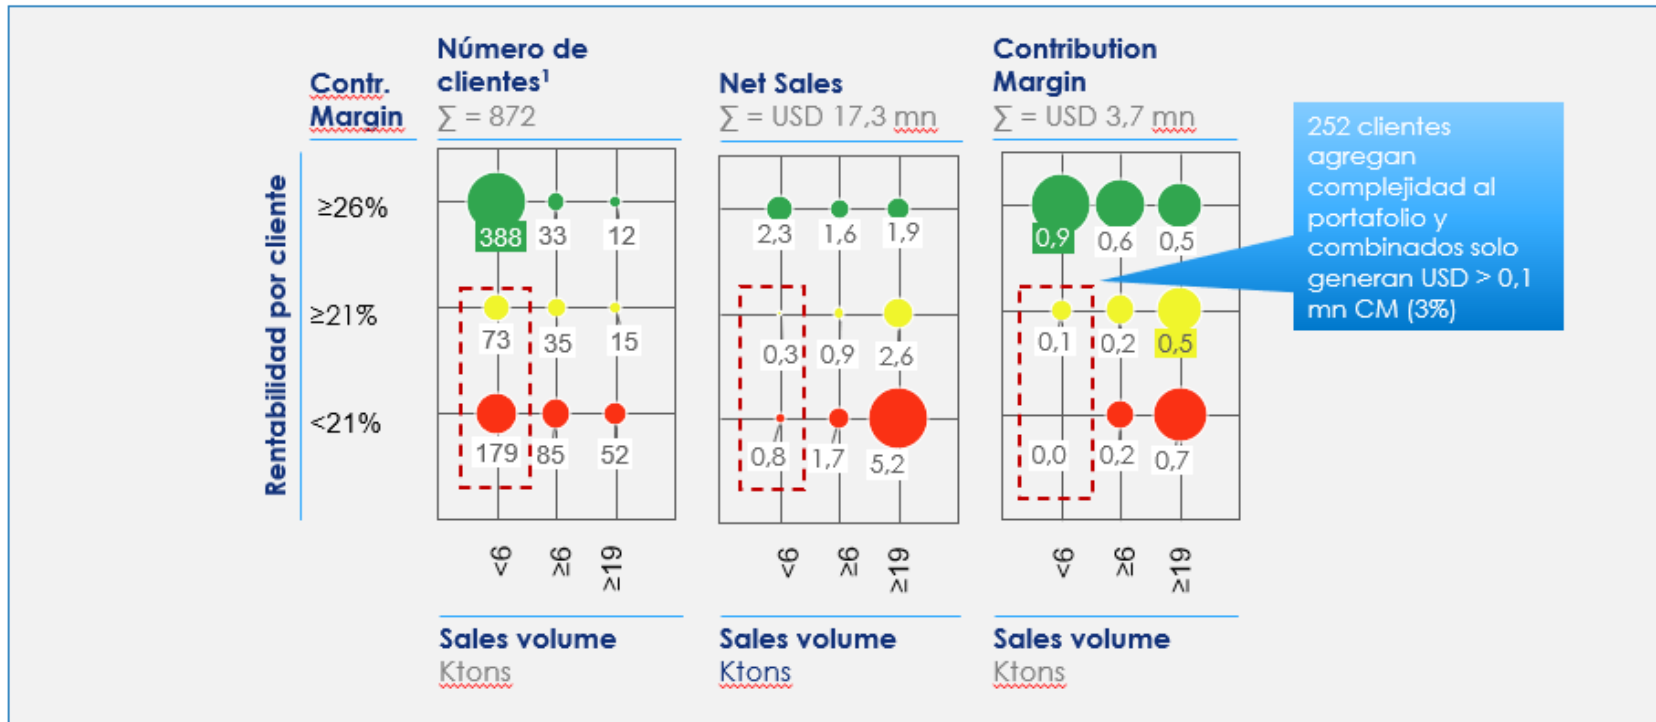 Contr.
Margin
Número de
clientes¹
∑ = 872
Net Sales
∑ = USD 17,3 mn
Contribution
Margin
∑ = USD 3,7 mn
252 clientes
agregan
complejidad al
portafolio y
combinados solo
generan USD > 0,1
mn CM (3%)
Rentabilidad por cliente
≥26%
388 33 12
2,3 1,6 1,9
0,9 0,6 0,5
≥21%
73 35 15
0,3 0,9 2,6
0,1 0,2 0,5
<21%
179 85 52
0,8 1,7 5,2
0,0 0,2 0,7
<6 ≥6 ≥19
<6 ≥6 ≥19
<6 ≥6 ≥19
Sales volume
Ktons
Sales volume
Ktons
Sales volume
Ktons